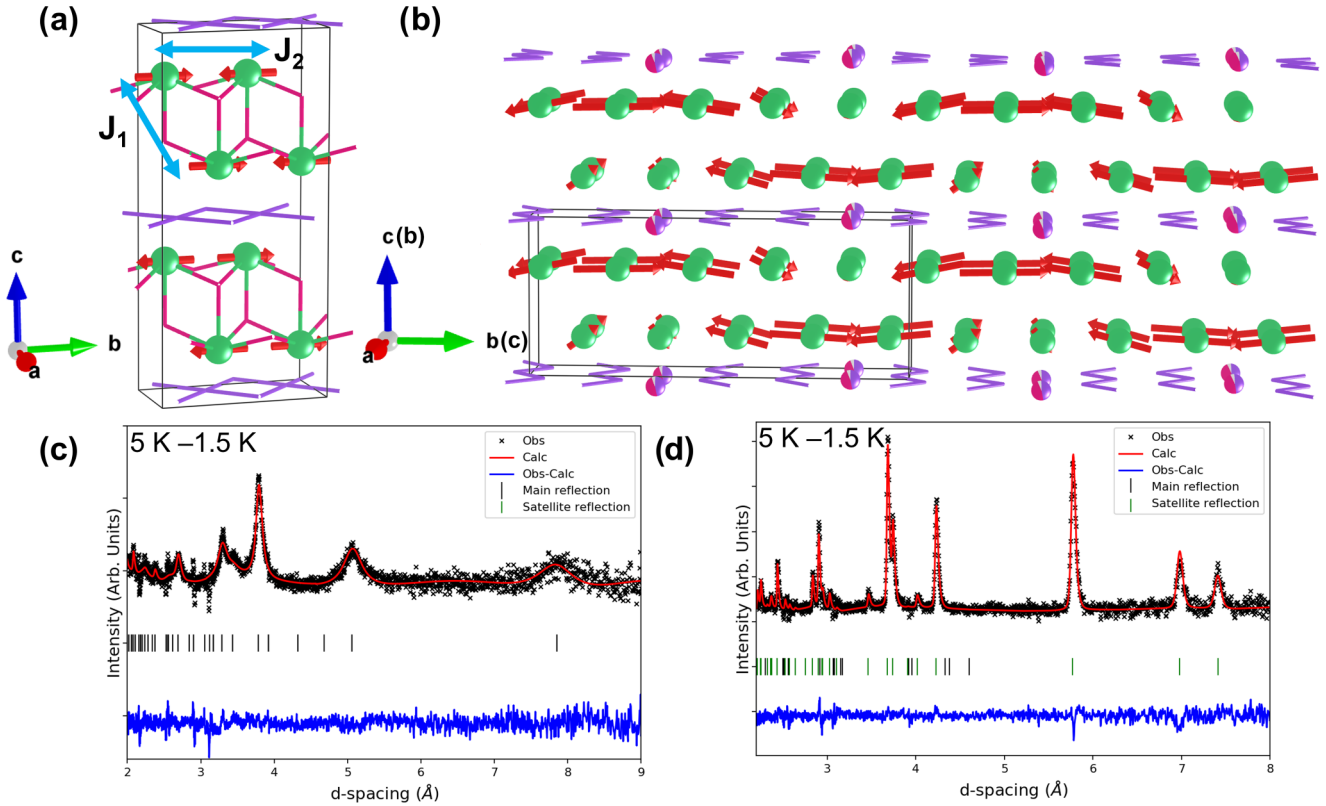 (a)
J2
J1
c
b
a
(b)
c(b)
b(c)
a
(c)
5 K –1.5 K
Obs
Calc
Obs-Calc
Main reflection
Satellite reflection
Intensity (Arb. Units)
2 3 4 5 6 7 8 9
d-spacing (Å)
(d)
5 K –1.5 K
Obs
Calc
Obs-Calc
Main reflection
Satellite reflection
Intensity (Arb. Units)
3 4 5 6 7 8
d-spacing (Å)